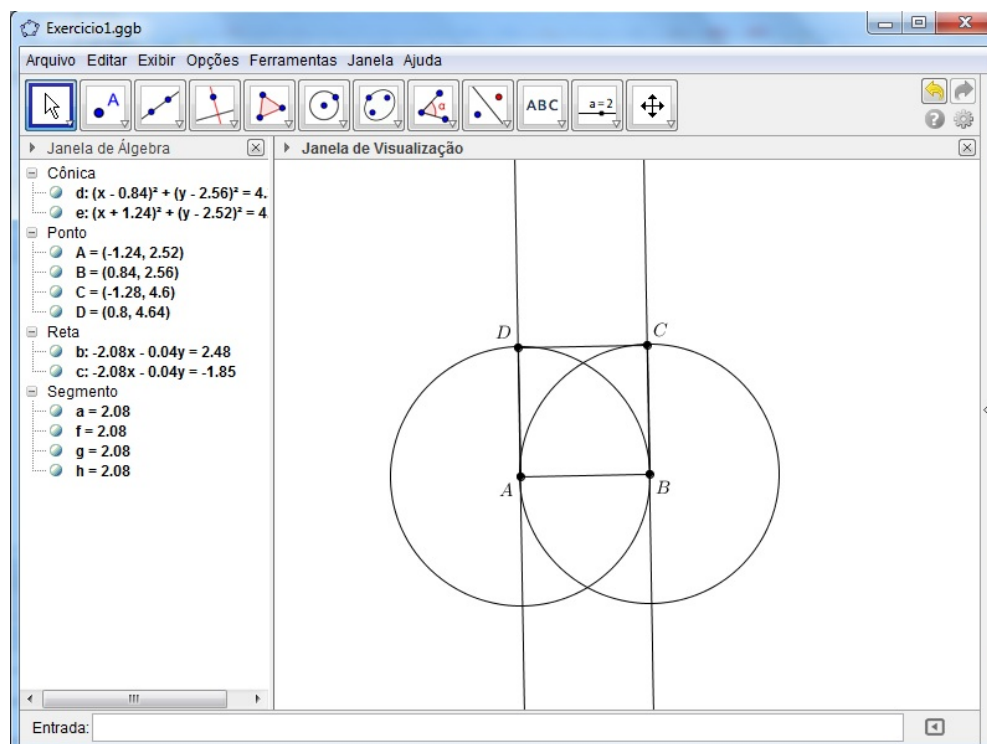 Exercicio1.ggb
Arquivo Editar Exibir Opções Ferramentas Janela Ajuda
A
α
ABC
a=2
Janela de Álgebra
Janela de Visualização
Cônica
d: (x - 0.84)² + (y - 2.56)² = 4.
e: (x + 1.24)² + (y - 2.52)² = 4
Ponto
A = (-1.24, 2.52)
B = (0.84, 2.56)
C = (-1.28, 4.6)
D = (0.8, 4.64)
Reta
b: -2.08x - 0.04y = 2.48
c: -2.08x - 0.04y = -1.85
Segmento
a = 2.08
f = 2.08
g = 2.08
h = 2.08
D
C
A
B
Entrada: